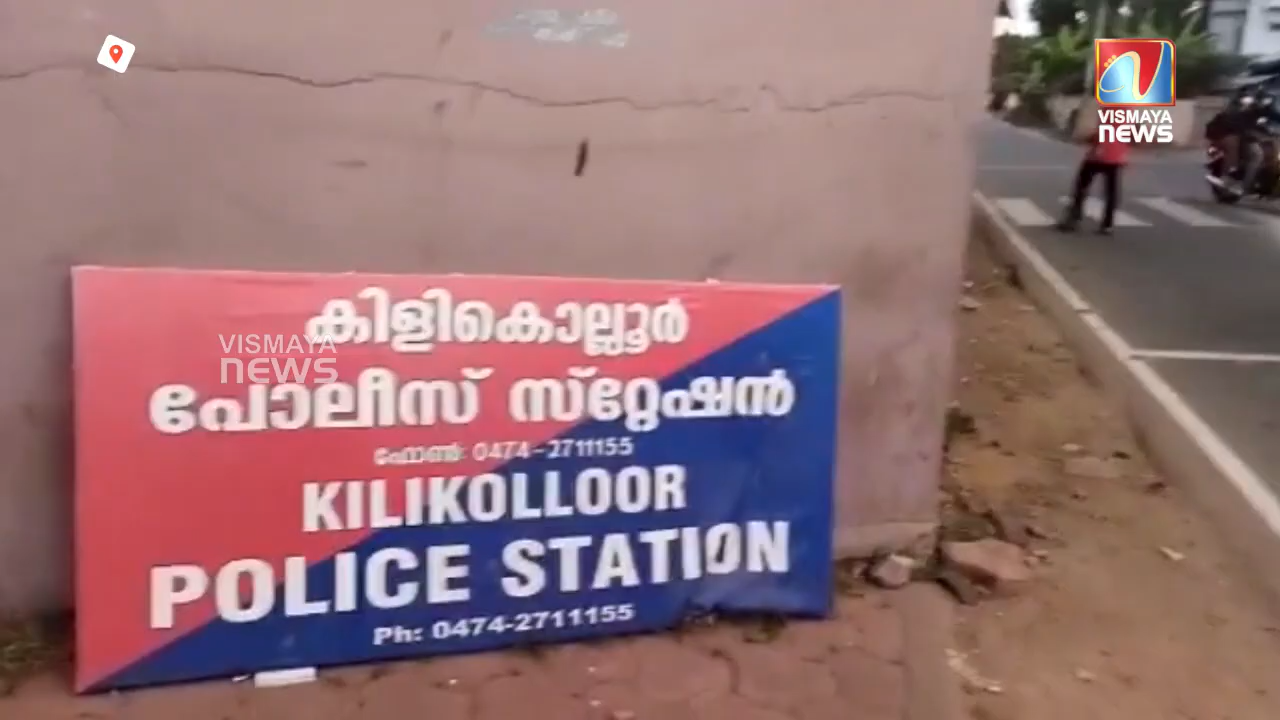 VISMAYA
NEWS
കിളികൊല്ലൂർ
VISMAYA
NEWS
പോലീസ് സ്റ്റേഷൻ
ഫോൺ: 0474-2711155
KILIKOLLOOR
POLICE STATION
Ph: 0474-2711155